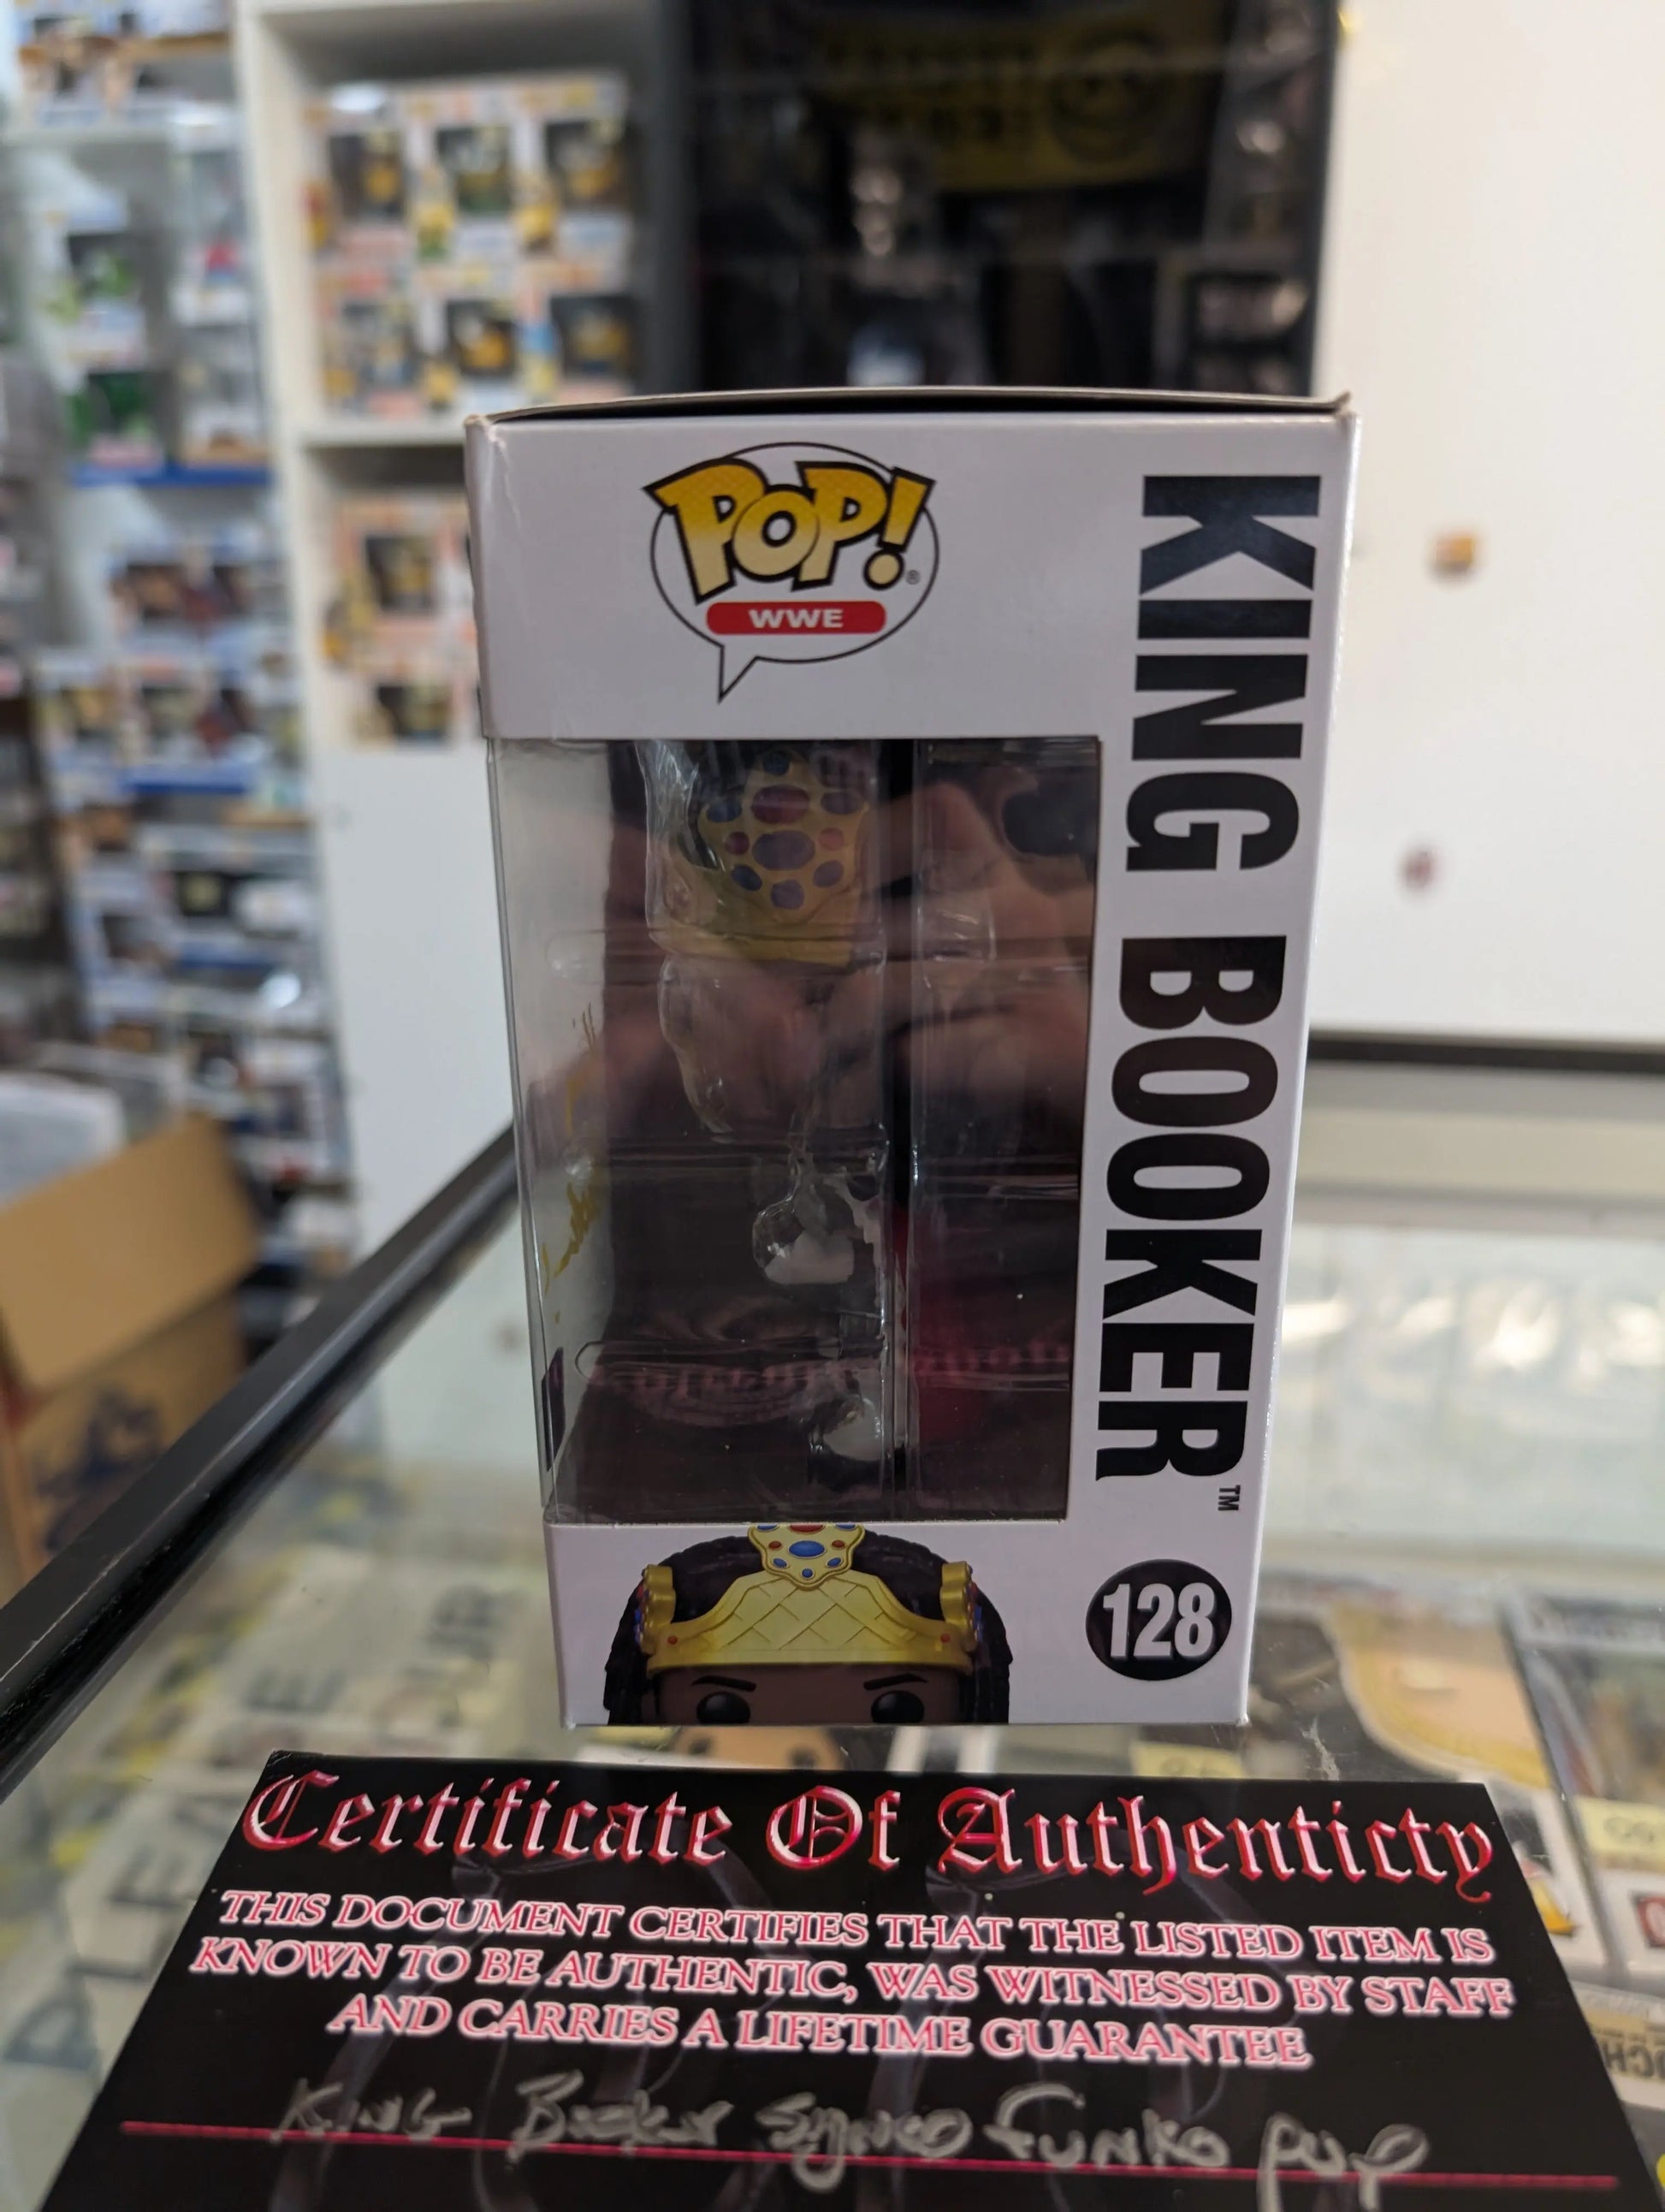 POP!
WWE
KING BOOKER™
128
Certificate Of Authenticty
THIS DOCUMENT CERTIFIES THAT THE LISTED ITEM IS
KNOWN TO BE AUTHENTIC, WAS WITNESSED BY STAFF
AND CARRIES A LIFETIME GUARANTEE
King Booker Signed Funko pop